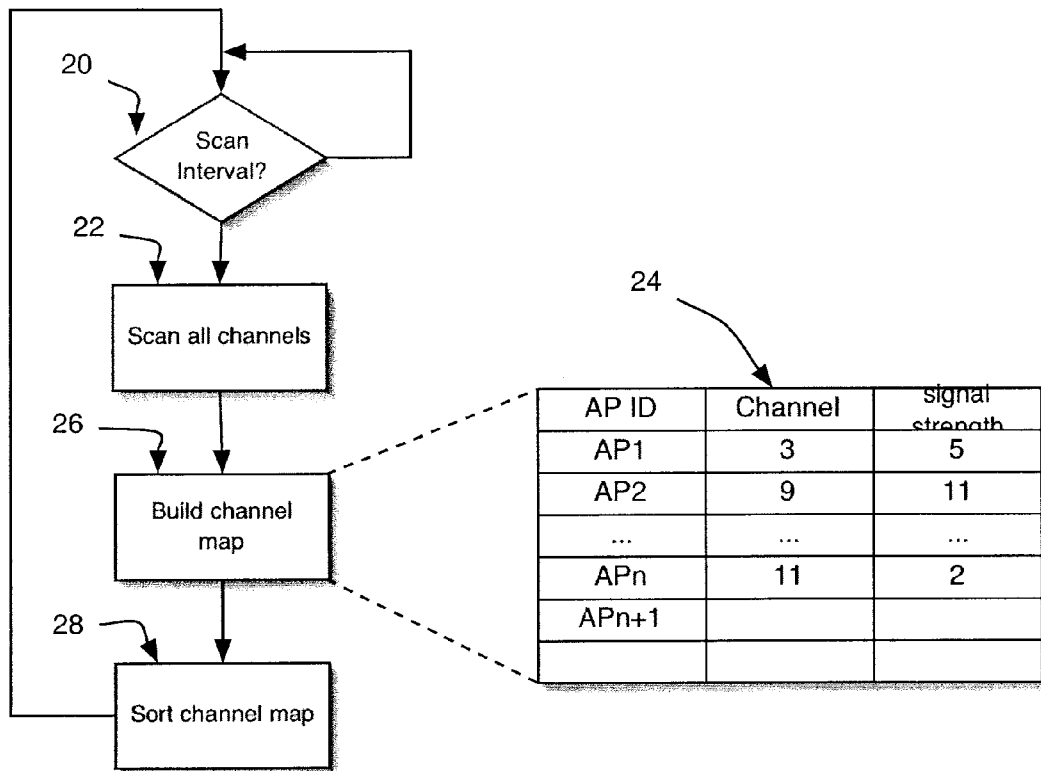 20
Scan
Interval?
22
Scan all channels
24
26
Build channel
map
AP ID Channel signal
strength
AP1 3 5
AP2 9 11
... ... ...
APn 11 2
APn+1
28
Sort channel map